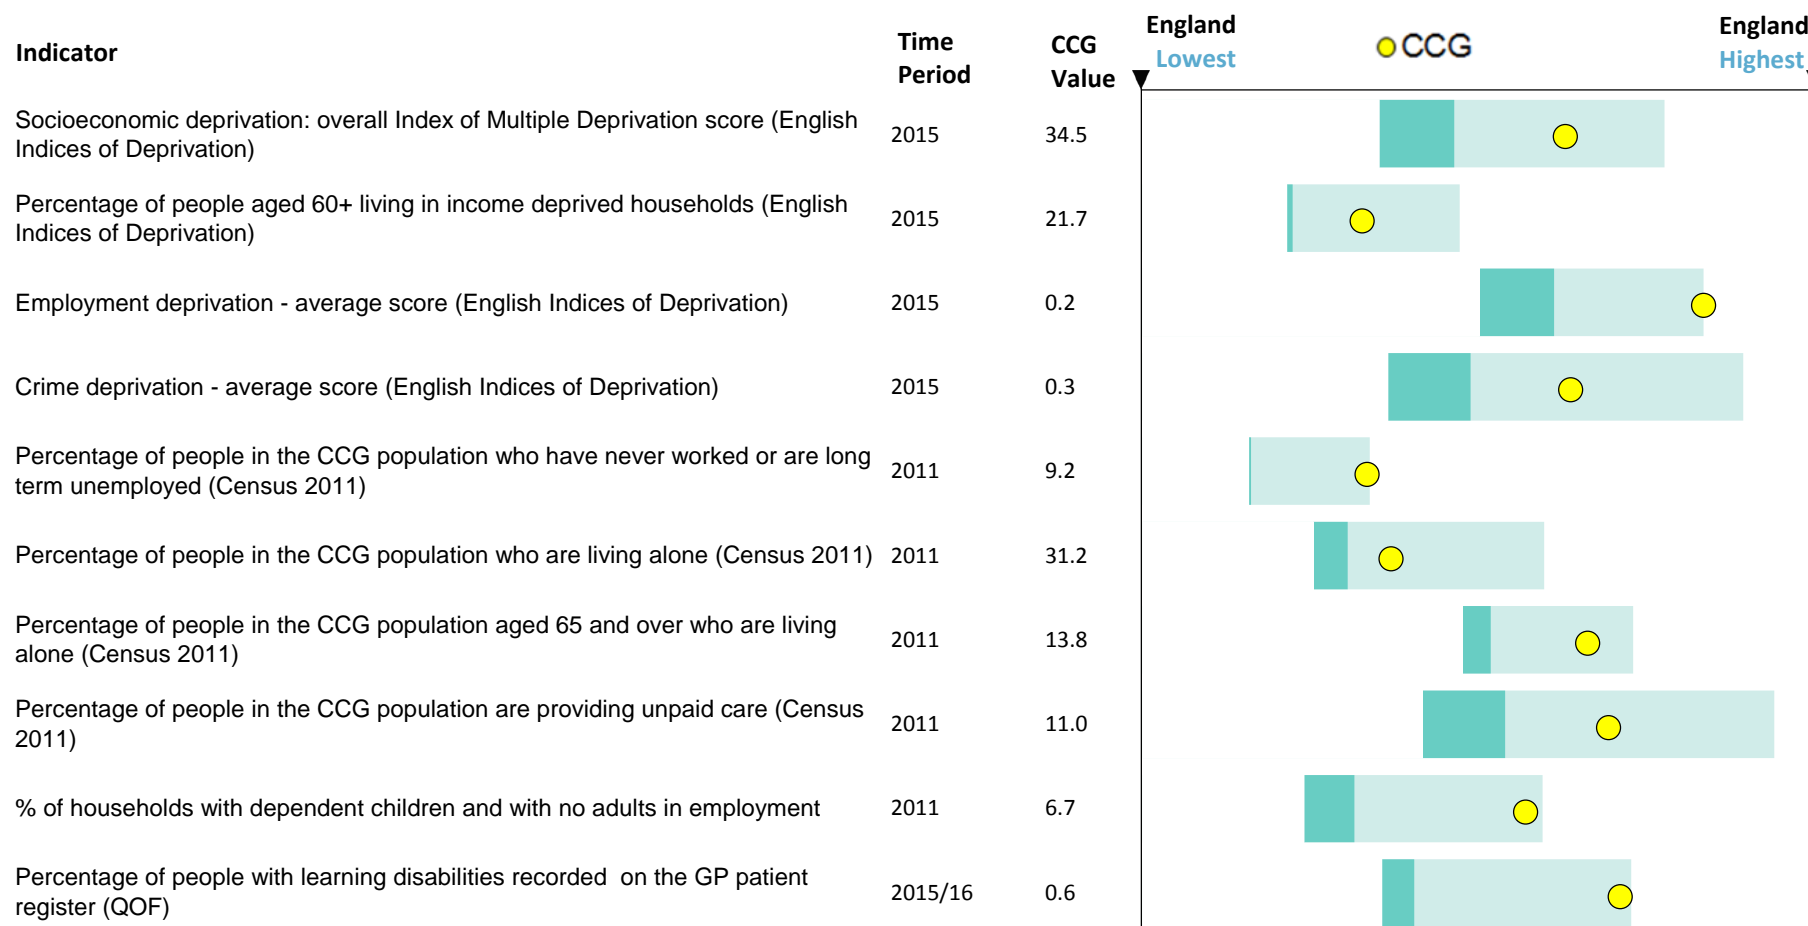 Indicator
Time Period
CCG Value
England Lowest
CCG
England Highest
Socioeconomic deprivation: overall Index of Multiple Deprivation score (English
Indices of Deprivation)
2015 34.5
Percentage of people aged 60+ living in income deprived households (English
Indices of Deprivation)
2015 21.7
Employment deprivation - average score (English Indices of Deprivation) 2015 0.2
Crime deprivation - average score (English Indices of Deprivation) 2015 0.3
Percentage of people in the CCG population who have never worked or are long
term unemployed (Census 2011)
2011 9.2
Percentage of people in the CCG population who are living alone (Census 2011) 2011 31.2
Percentage of people in the CCG population aged 65 and over who are living
alone (Census 2011)
2011 13.8
Percentage of people in the CCG population are providing unpaid care (Census
2011)
2011 11.0
% of households with dependent children and with no adults in employment 2011 6.7
Percentage of people with learning disabilities recorded on the GP patient
register (QOF)
2015/16 0.6